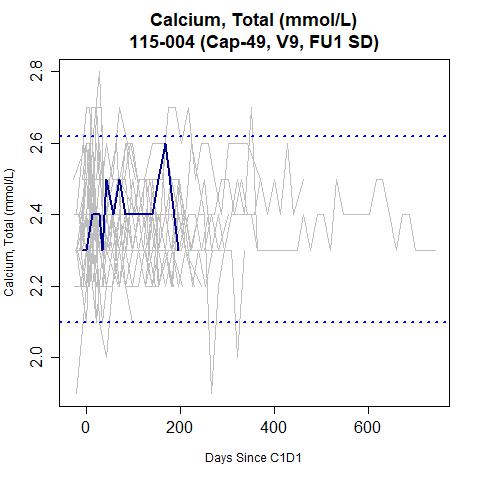 Calcium, Total (mmol/L)
115-004 (Cap-49, V9, FU1 SD)
Calcium, Total (mmol/L)
2.8
2.6
2.4
2.2
2.0
0
200
400
600
Days Since C1D1